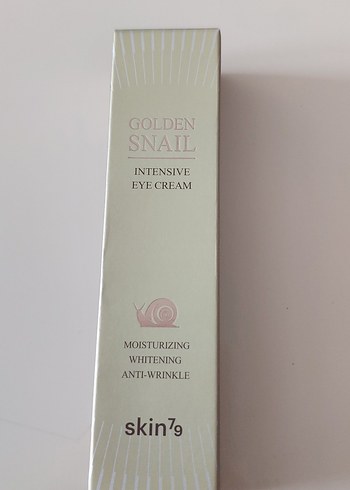 GOLDEN
SNAIL
INTENSIVE
EYE CREAM
MOISTURIZING
WHITENING
ANTI-WRINKLE
skin79